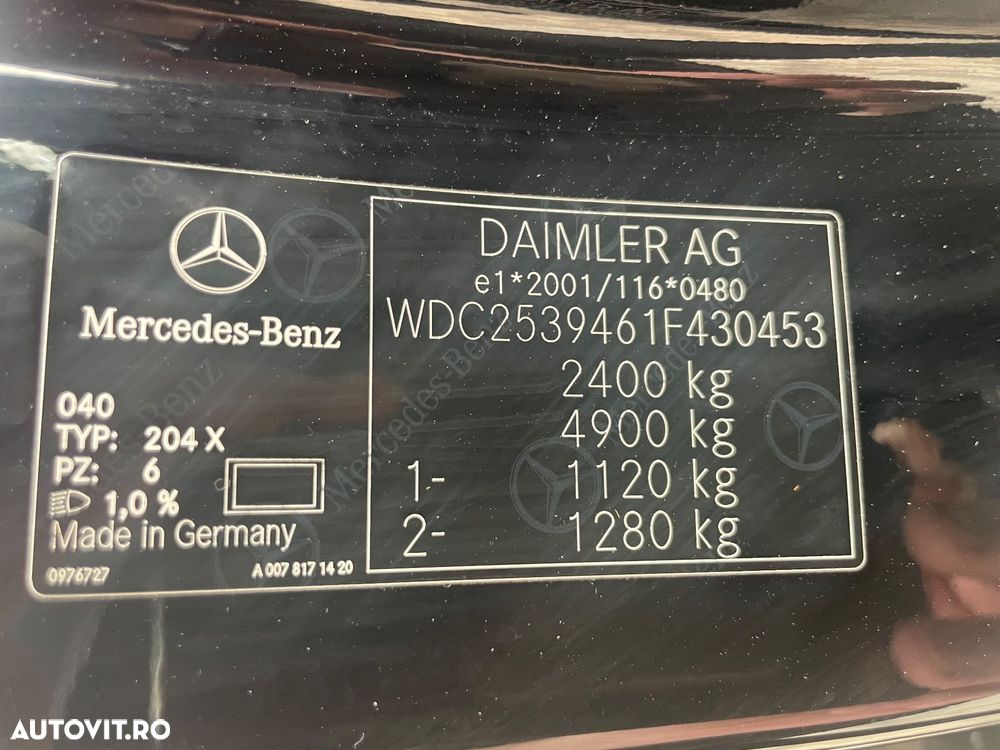 Mercedes-Benz
040
TYP: 204 X
PZ: 6
1,0 %
Made in Germany
0976727
A 007 817 14 20
DAIMLER AG
e1*2001/116*0480
WDC2539461F430453
2400 kg
4900 kg
1- 1120 kg
2- 1280 kg
AUTOVIT.RO